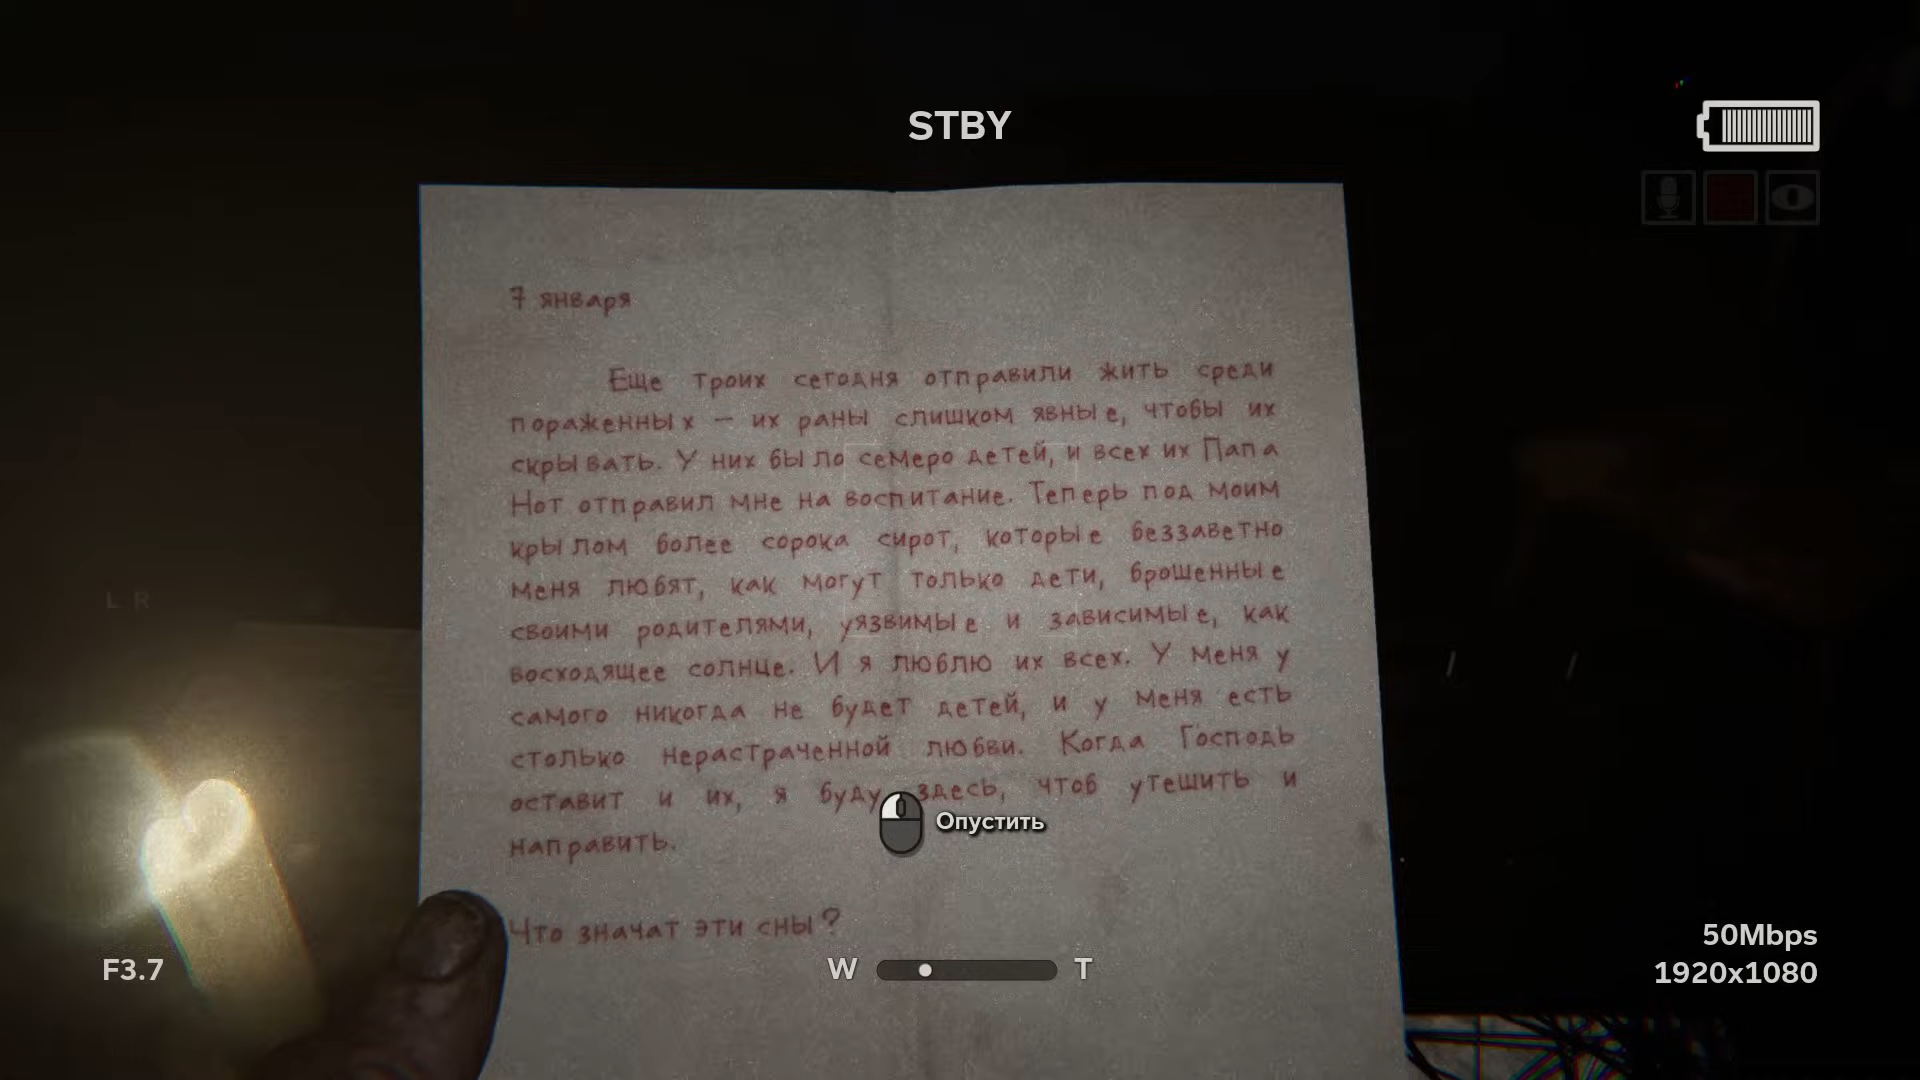 STBY
7 января
Еще троих сегодня отправили жить среди
пораженных – их раны слишком явные, чтобы их
скрывать. У них было семеро детей, и всех их Папа
Нот отправил мне на воспитание. Теперь под моим
крылом более сорока сирот, которые беззаветно
меня любят, как могут только дети, брошенные
своими родителями, уязвимые и зависимые, как
восходящее солнце. И я люблю их всех. У меня у
самого никогда не будет детей, и у меня есть
столько нерастраченной любви. Когда Господь
оставит и их, я буду здесь, чтоб утешить и
направить.
Что значат эти сны?
Опустить
L R
F3.7
W T
50Mbps
1920x1080